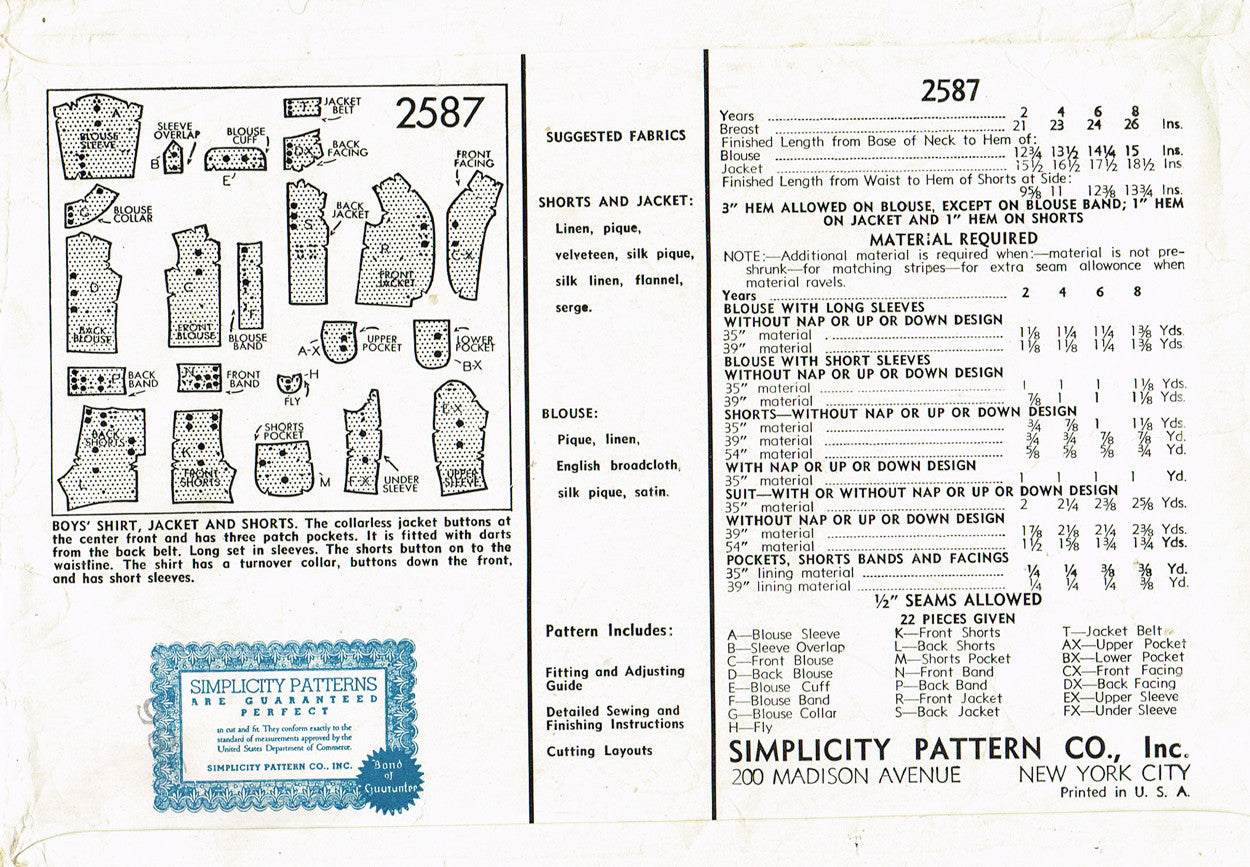 2587
JACKET
BELT
T
A
BLOUSE
SLEEVE
A
SLEEVE
OVERLAP
B
BLOUSE
CUFF
E
DX
BACK
FACING
FRONT
FACING
G
BLOUSE
COLLAR
S
BACK
JACKET
R
FRONT
JACKET
C-X
D
BACK
BLOUSE
C
FRONT
BLOUSE
F
BLOUSE
BAND
A-X
UPPER
POCKET
LOWER
POCKET
B-X
P
BACK
BAND
N
FRONT
BAND
H
FLY
BACK
SHORTS
L
K
FRONT
SHORTS
SHORTS
POCKET
M
F-X
UNDER
SLEEVE
E-X
UPPER
SLEEVE
BOYS' SHIRT, JACKET AND SHORTS. The collarless jacket buttons at
the center front and has three patch pockets. It is fitted with darts
from the back belt. Long set in sleeves. The shorts button on to the
waistline. The shirt has a turnover collar, buttons down the front,
and has short sleeves.
SIMPLICITY PATTERNS
ARE GUARANTEED
PERFECT
in cut and fit. They conform exactly to the
standard of measurements approved by the
United States Department of Commerce.
SIMPLICITY PATTERN CO., INC.
Bond
of
Guarantee
SUGGESTED FABRICS
SHORTS AND JACKET:
Linen, pique,
velveteen, silk pique,
silk linen, flannel,
serge.
BLOUSE:
Pique, linen,
English broadcloth,
silk pique, satin.
Pattern Includes:
Fitting and Adjusting
Guide
Detailed Sewing and
Finishing Instructions
Cutting Layouts
2587
Years 2 4 6 8
Breast 21 23 24 26 Ins.
Finished Length from Base of Neck to Hem of:
Blouse 12¾ 13½ 14¼ 15 Ins.
Jacket 15½ 16½ 17½ 18½ Ins
Finished Length from Waist to Hem of Shorts at Side:
9⅝ 11 12⅜ 13¾ Ins.
3" HEM ALLOWED ON BLOUSE, EXCEPT ON BLOUSE BAND; 1" HEM
ON JACKET AND 1" HEM ON SHORTS
MATERIAL REQUIRED
NOTE:—Additional material is required when:—material is not pre-
shrunk—for matching stripes—for extra seam allowonce when
material ravels.
Years 2 4 6 8
BLOUSE WITH LONG SLEEVES
WITHOUT NAP OR UP OR DOWN DESIGN
35" material 1⅛ 1¼ 1¼ 1⅜ Yds.
39" material 1⅛ 1⅛ 1¼ 1⅜ Yds.
BLOUSE WITH SHORT SLEEVES
WITHOUT NAP OR UP OR DOWN DESIGN
35" material 1 1 1 1⅛ Yds.
39" material ⅞ 1 1 1⅛ Yds.
SHORTS—WITHOUT NAP OR UP OR DOWN DESIGN
35" material ¾ ⅞ 1 1⅛ Yds.
39" material ¾ ¾ ⅞ ⅞ Yd.
54" material ⅝ ⅝ ⅝ ¾ Yd.
WITH NAP OR UP OR DOWN DESIGN
35" material 1 1 1 1 Yd.
SUIT—WITH OR WITHOUT NAP OR UP OR DOWN DESIGN
35" material 2 2¼ 2⅜ 2⅝ Yds.
WITHOUT NAP OR UP OR DOWN DESIGN
39" material 1⅞ 2⅛ 2¼ 2⅜ Yds.
54" material 1½ 1⅝ 1¾ 1¾ Yds.
POCKETS, SHORTS BANDS AND FACINGS
35" lining material ¼ ¼ ⅜ ⅜ Yd.
39" lining material ¼ ¼ ¼ ⅜ Yd.
½" SEAMS ALLOWED
22 PIECES GIVEN
A—Blouse Sleeve K—Front Shorts T—Jacket Belt
B—Sleeve Overlap L—Back Shorts AX—Upper Pocket
C—Front Blouse M—Shorts Pocket BX—Lower Pocket
D—Back Blouse N—Front Band CX—Front Facing
E—Blouse Cuff P—Back Band DX—Back Facing
F—Blouse Band R—Front Jacket EX—Upper Sleeve
G—Blouse Collar S—Back Jacket FX—Under Sleeve
H—Fly
SIMPLICITY PATTERN CO., Inc.
200 MADISON AVENUE NEW YORK CITY
Printed in U. S. A.